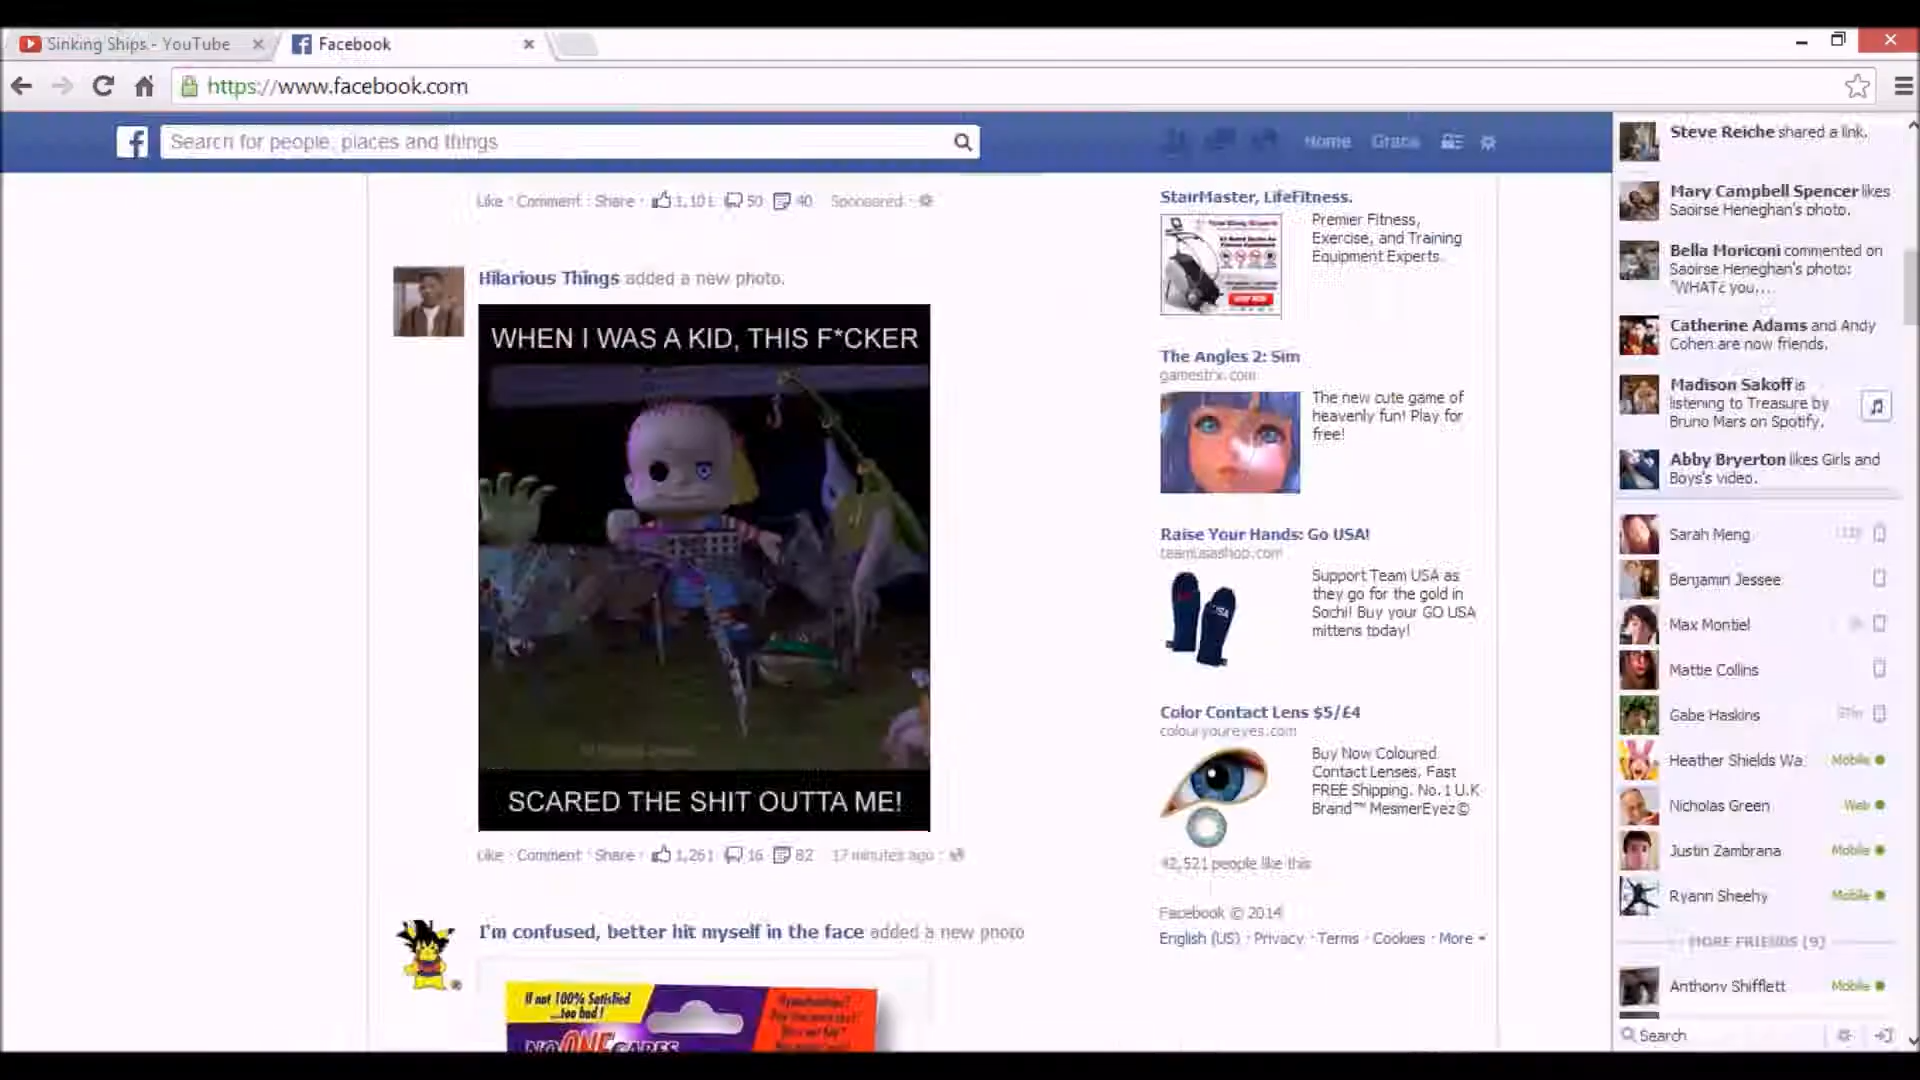 Sinking Ships - YouTube
Facebook
https://www.facebook.com
Search for people, places and things
Home
Like · Comment · Share · 50 40 Sponsored ·
Hilarious Things added a new photo.
WHEN I WAS A KID, THIS F*CKER
SCARED THE SHIT OUTTA ME!
Like · Comment · Share · 1,261 16 82 17 minutes ago ·
I'm confused, better hit myself in the face added a new photo
If not 100% Satisfied
...too bad!
NO ONE CARES
StairMaster, LifeFitness.
Premier Fitness,
Exercise, and Training
Equipment Experts.
The Angles 2: Sim
gamestrx.com
The new cute game of
heavenly fun! Play for
free!
Raise Your Hands: Go USA!
teamusashop.com
USA
Support Team USA as
they go for the gold in
Sochi! Buy your GO USA
mittens today!
Color Contact Lens $5/£4
colouryoureyes.com
Buy Now Coloured
Contact Lenses. Fast
FREE Shipping. No.1 U.K
Brand™ MesmerEyez©
42,521 people like this
Facebook © 2014
English (US) · Privacy · Terms · Cookies · More
Steve Reiche shared a link.
Mary Campbell Spencer likes
Saoirse Heneghan's photo.
Bella Moriconi commented on
Saoirse Heneghan's photo:
"WHAT¿ you...
Catherine Adams and Andy
Cohen are now friends.
Madison Sakoff is
listening to Treasure by
Bruno Mars on Spotify.
Abby Bryerton likes Girls and
Boys's video.
Sarah Meng
Benjamin Jessee
Max Montiel
Mattie Collins
Gabe Haskins
Heather Shields Wa. Mobile
Nicholas Green Web
Justin Zambrana Mobile
Ryann Sheehy Mobile
MORE FRIENDS (9)
Anthony Shifflett Mobile
Search